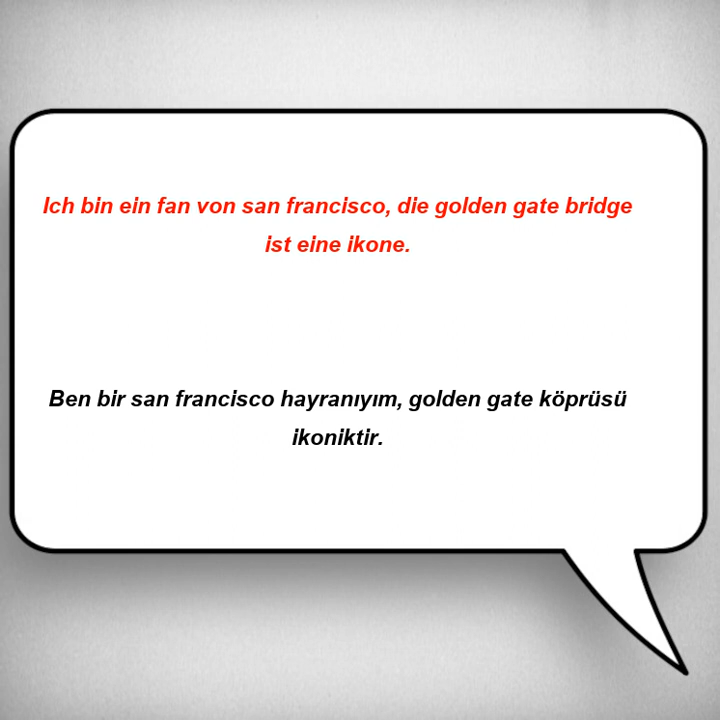 Ich bin ein fan von san francisco, die golden gate bridge
ist eine ikone.
Ben bir san francisco hayranıyım, golden gate köprüsü
ikoniktir.